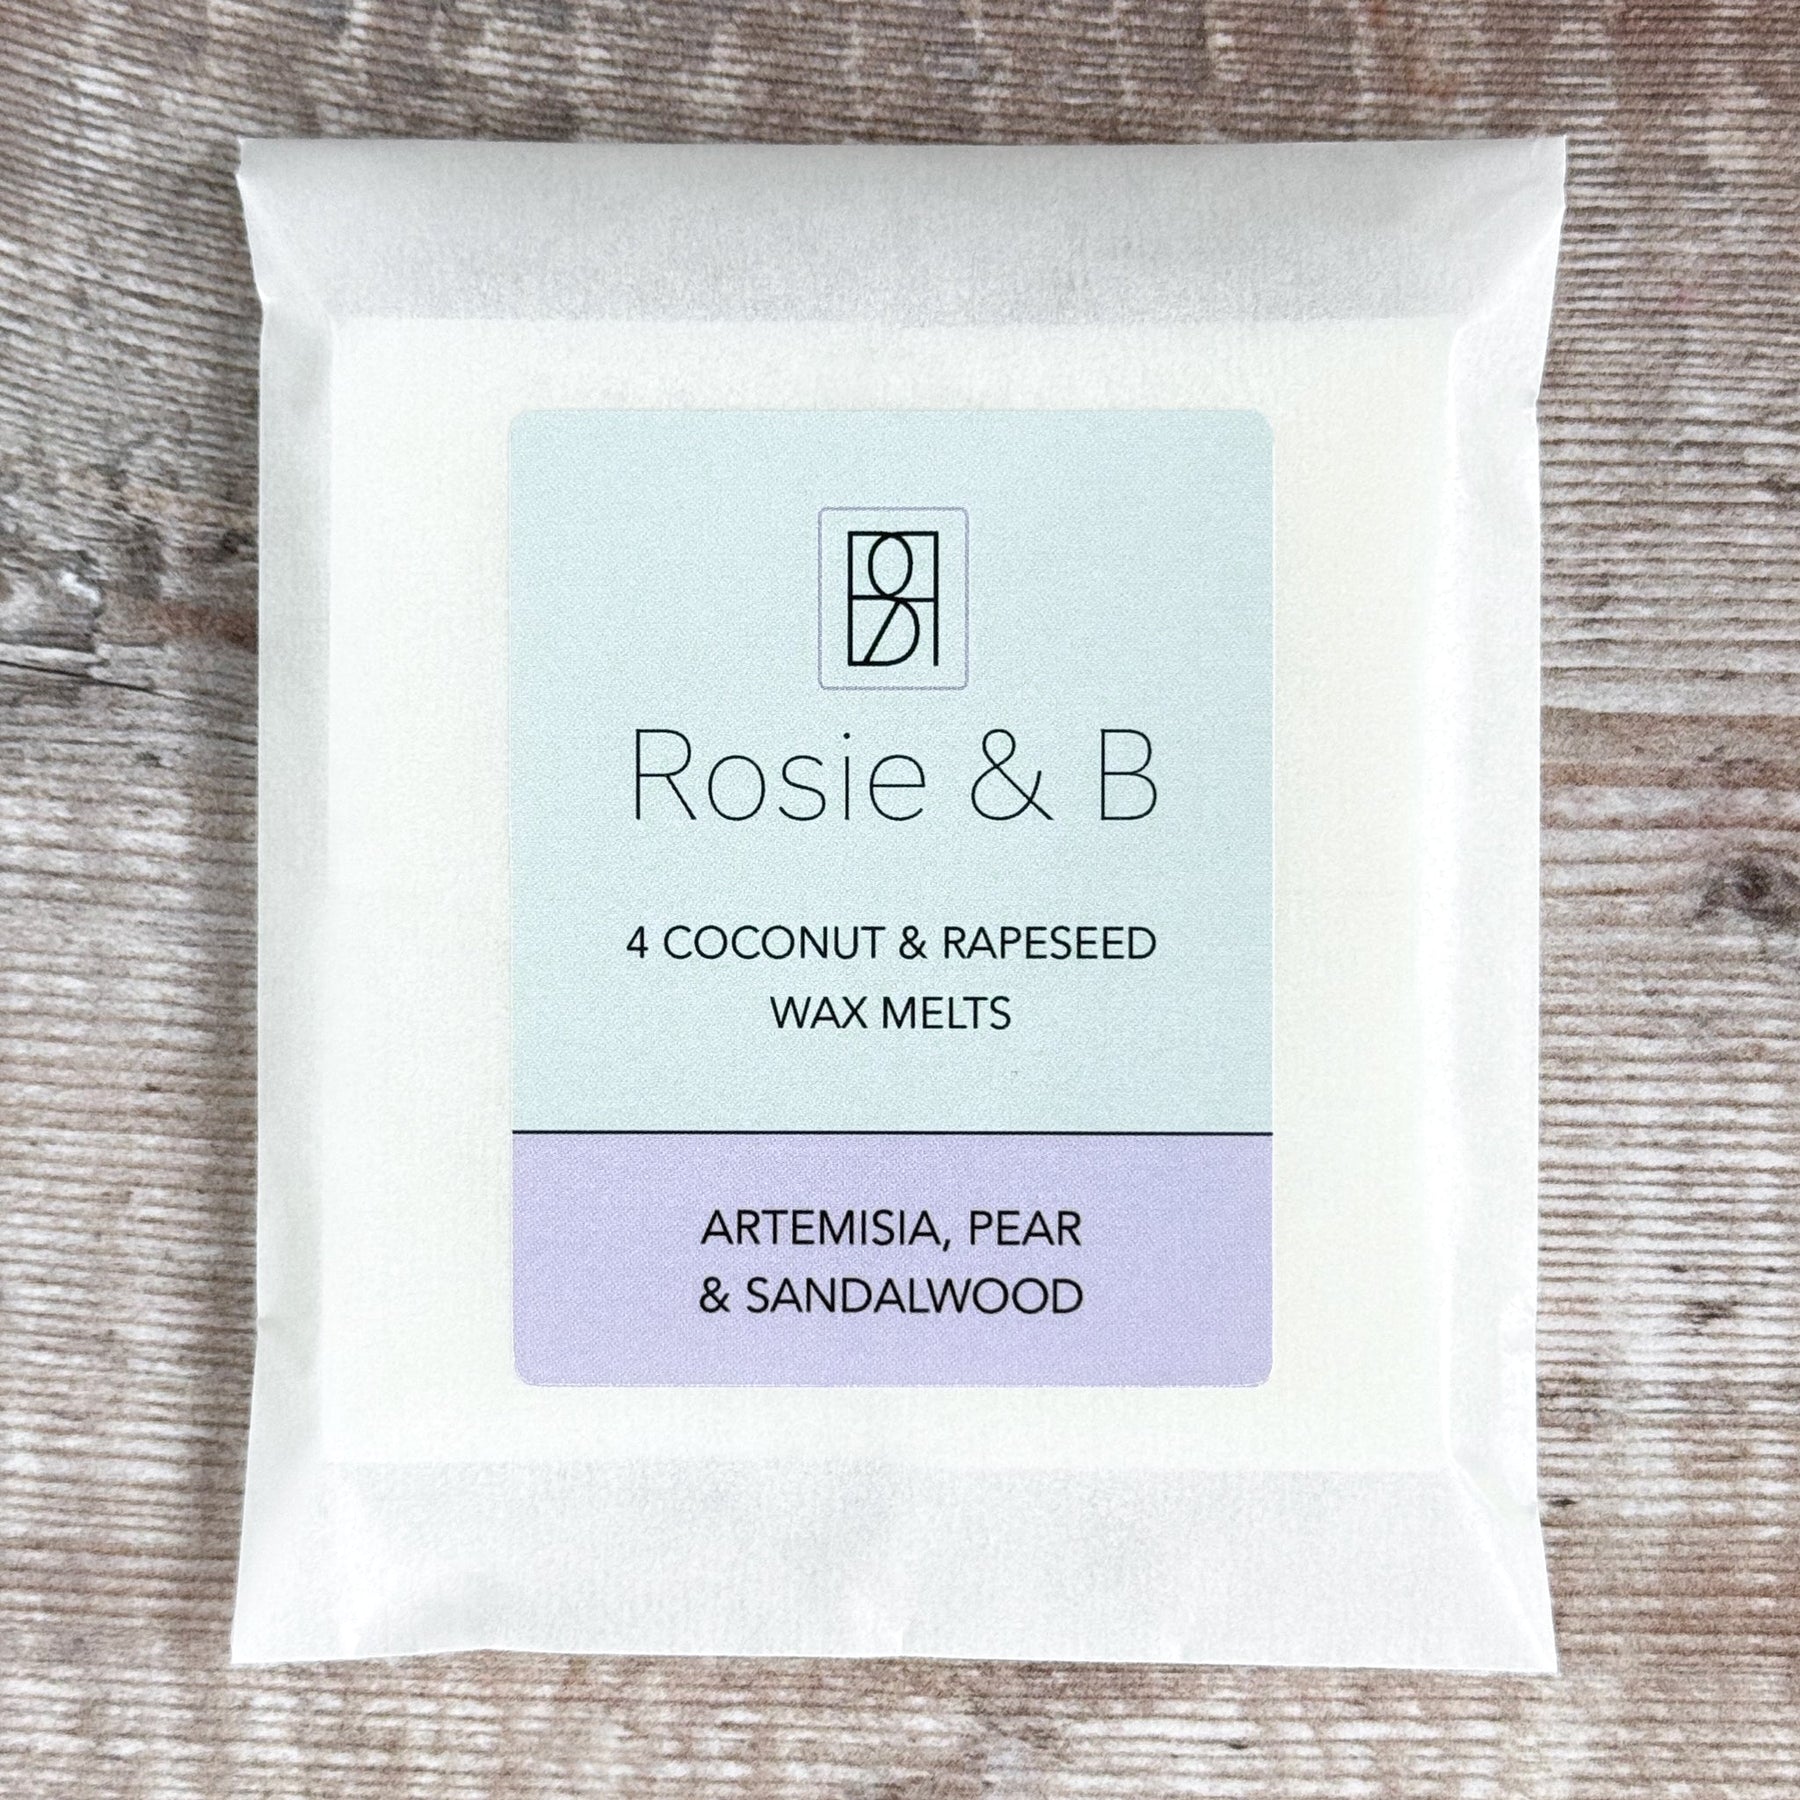 Rosie & B
4 COCONUT & RAPESEED
WAX MELTS
ARTEMISIA, PEAR
& SANDALWOOD